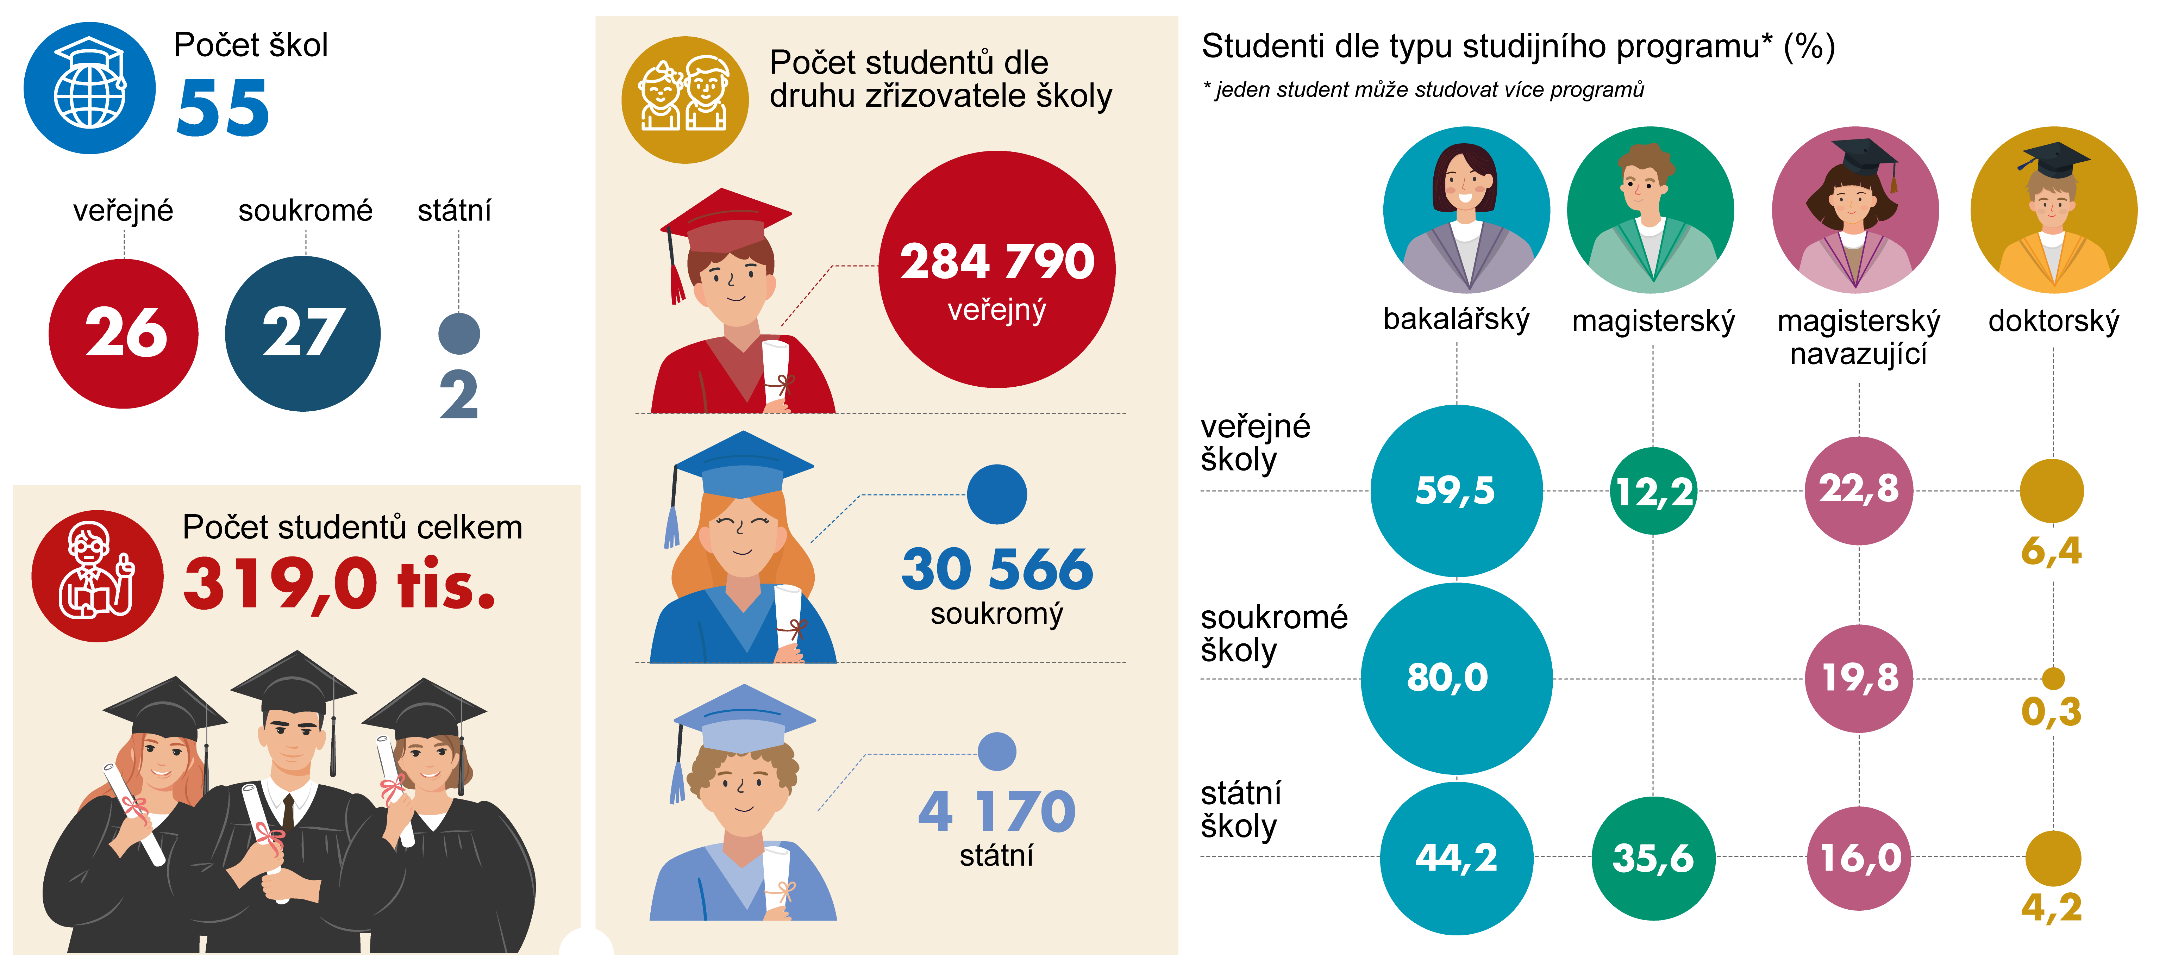 Počet škol
55
veřejné
soukromé
státní
26
27
2
Počet studentů celkem
319,0 tis.
Počet studentů dle
druhu zřizovatele školy
284 790
veřejný
30 566
soukromý
4 170
státní
Studenti dle typu studijního programu* (%)
* jeden student může studovat více programů
bakalářský
magisterský
magisterský
navazující
doktorský
veřejné
školy
59,5
12,2
22,8
6,4
soukromé
školy
80,0
19,8
0,3
státní
školy
44,2
35,6
16,0
4,2